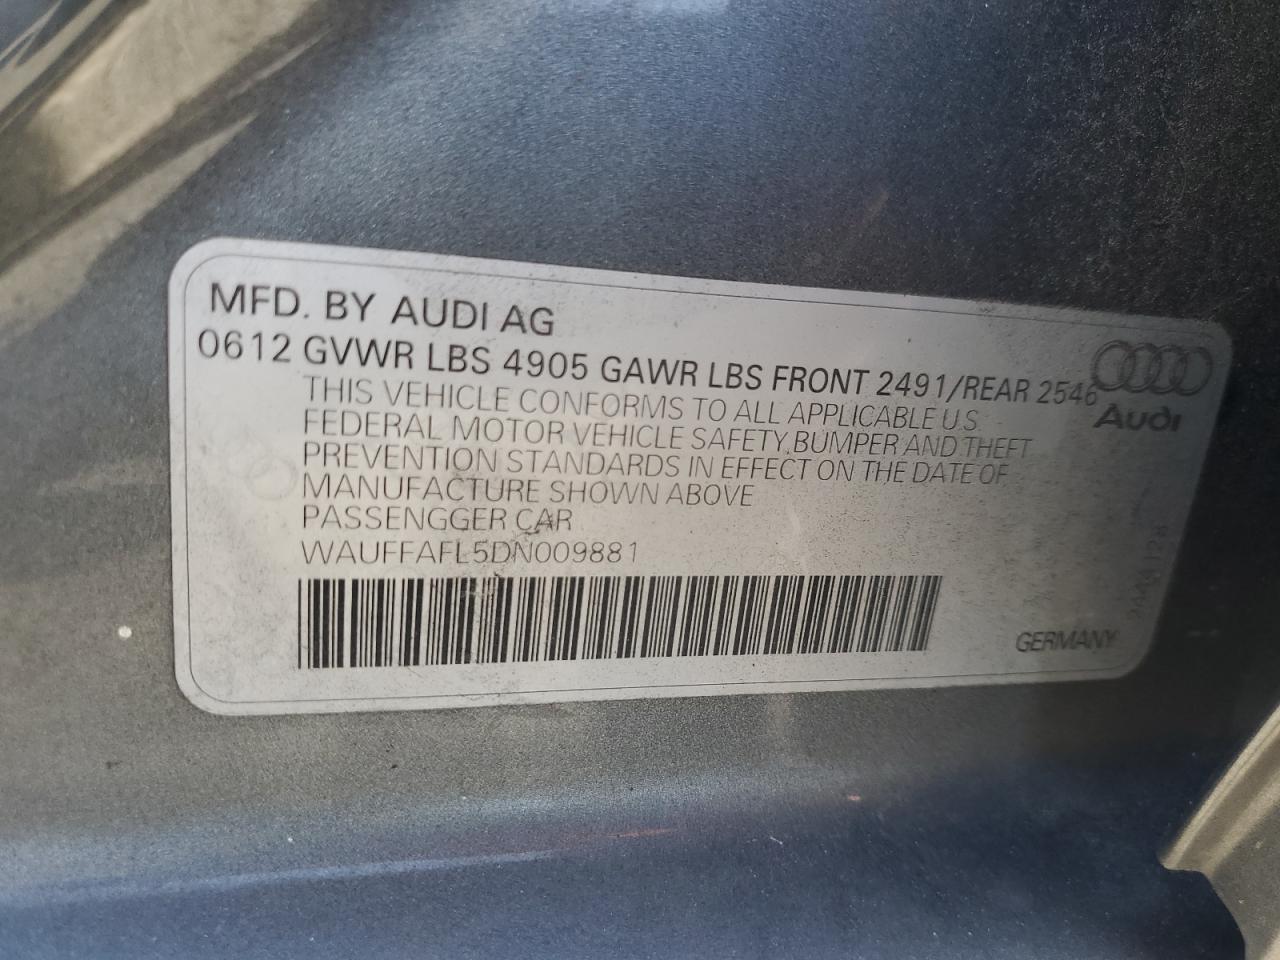 MFD. BY AUDI AG
0612 GVWR LBS 4905 GAWR LBS FRONT 2491/REAR 2546
Audi
THIS VEHICLE CONFORMS TO ALL APPLICABLE U.S.
FEDERAL MOTOR VEHICLE SAFETY, BUMPER AND THEFT
PREVENTION STANDARDS IN EFFECT ON THE DATE OF
MANUFACTURE SHOWN ABOVE
PASSENGGER CAR
WAUFFAFL5DN009881
GERMANY